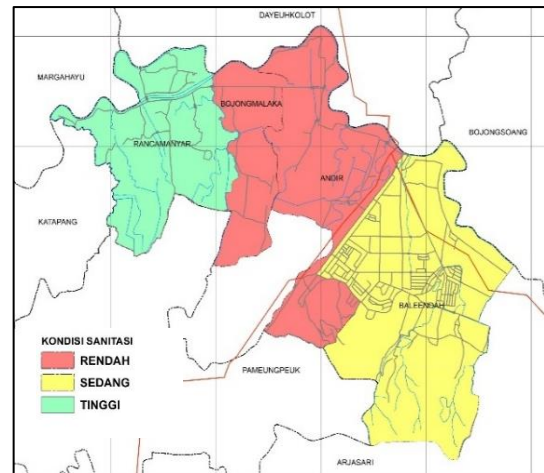 DAYEUHKOLOT
MARGAHAYU
BOJONGMALAKA
BOJONGSOANG
RANCAMANYAR
ANDIR
KATAPANG
BALEENDAH
KONDISI SANITASI
RENDAH
SEDANG
TINGGI
PAMEUNGPEUK
ARJASARI